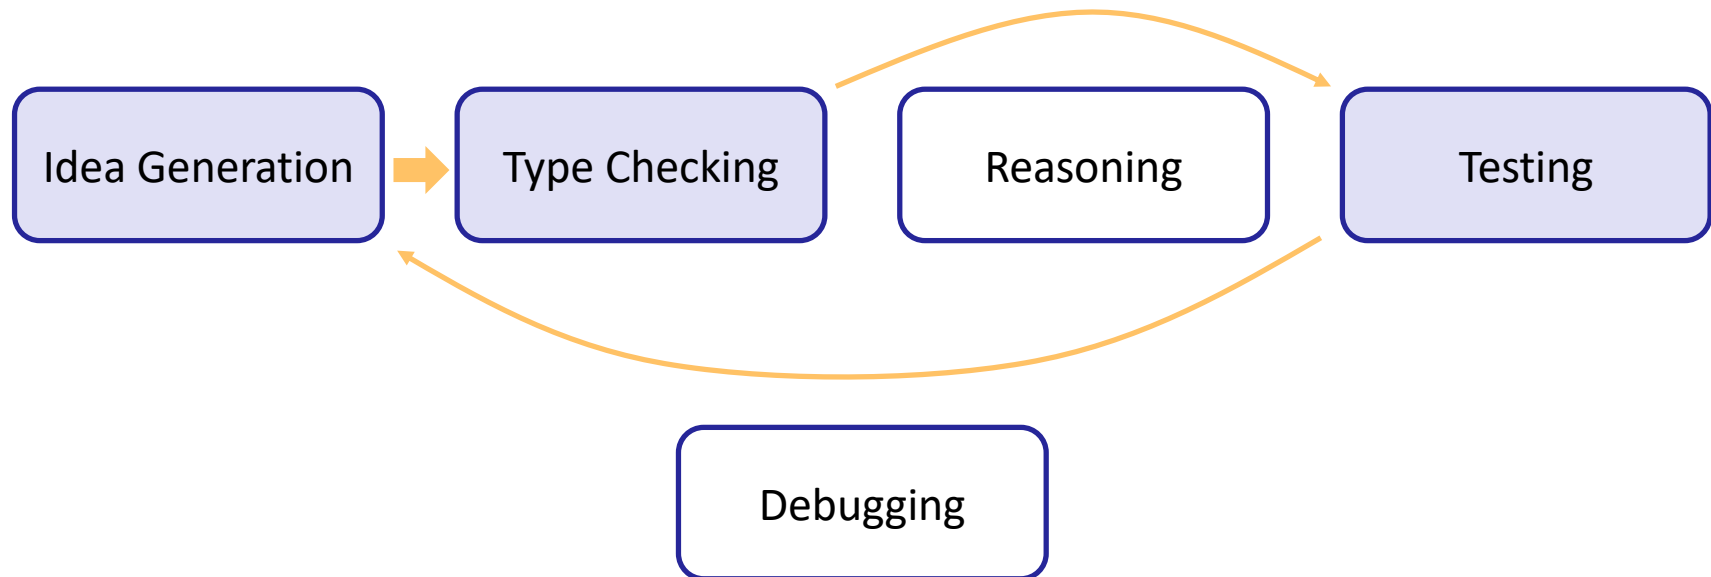 Idea Generation
Type Checking
Reasoning
Testing
Debugging